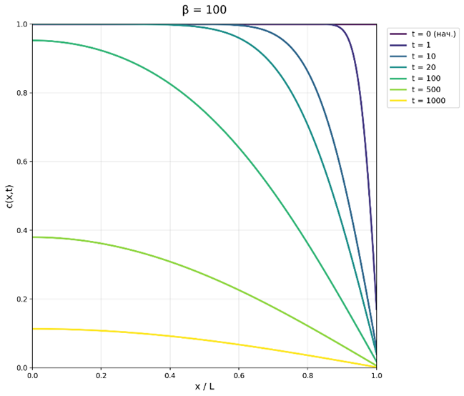 β = 100
1.0
0.8
0.6
0.4
0.2
0.0
c(x,t)
0.0 0.2 0.4 0.6 0.8 1.0
x / L
t = 0 (нач.)
t = 1
t = 10
t = 20
t = 100
t = 500
t = 1000